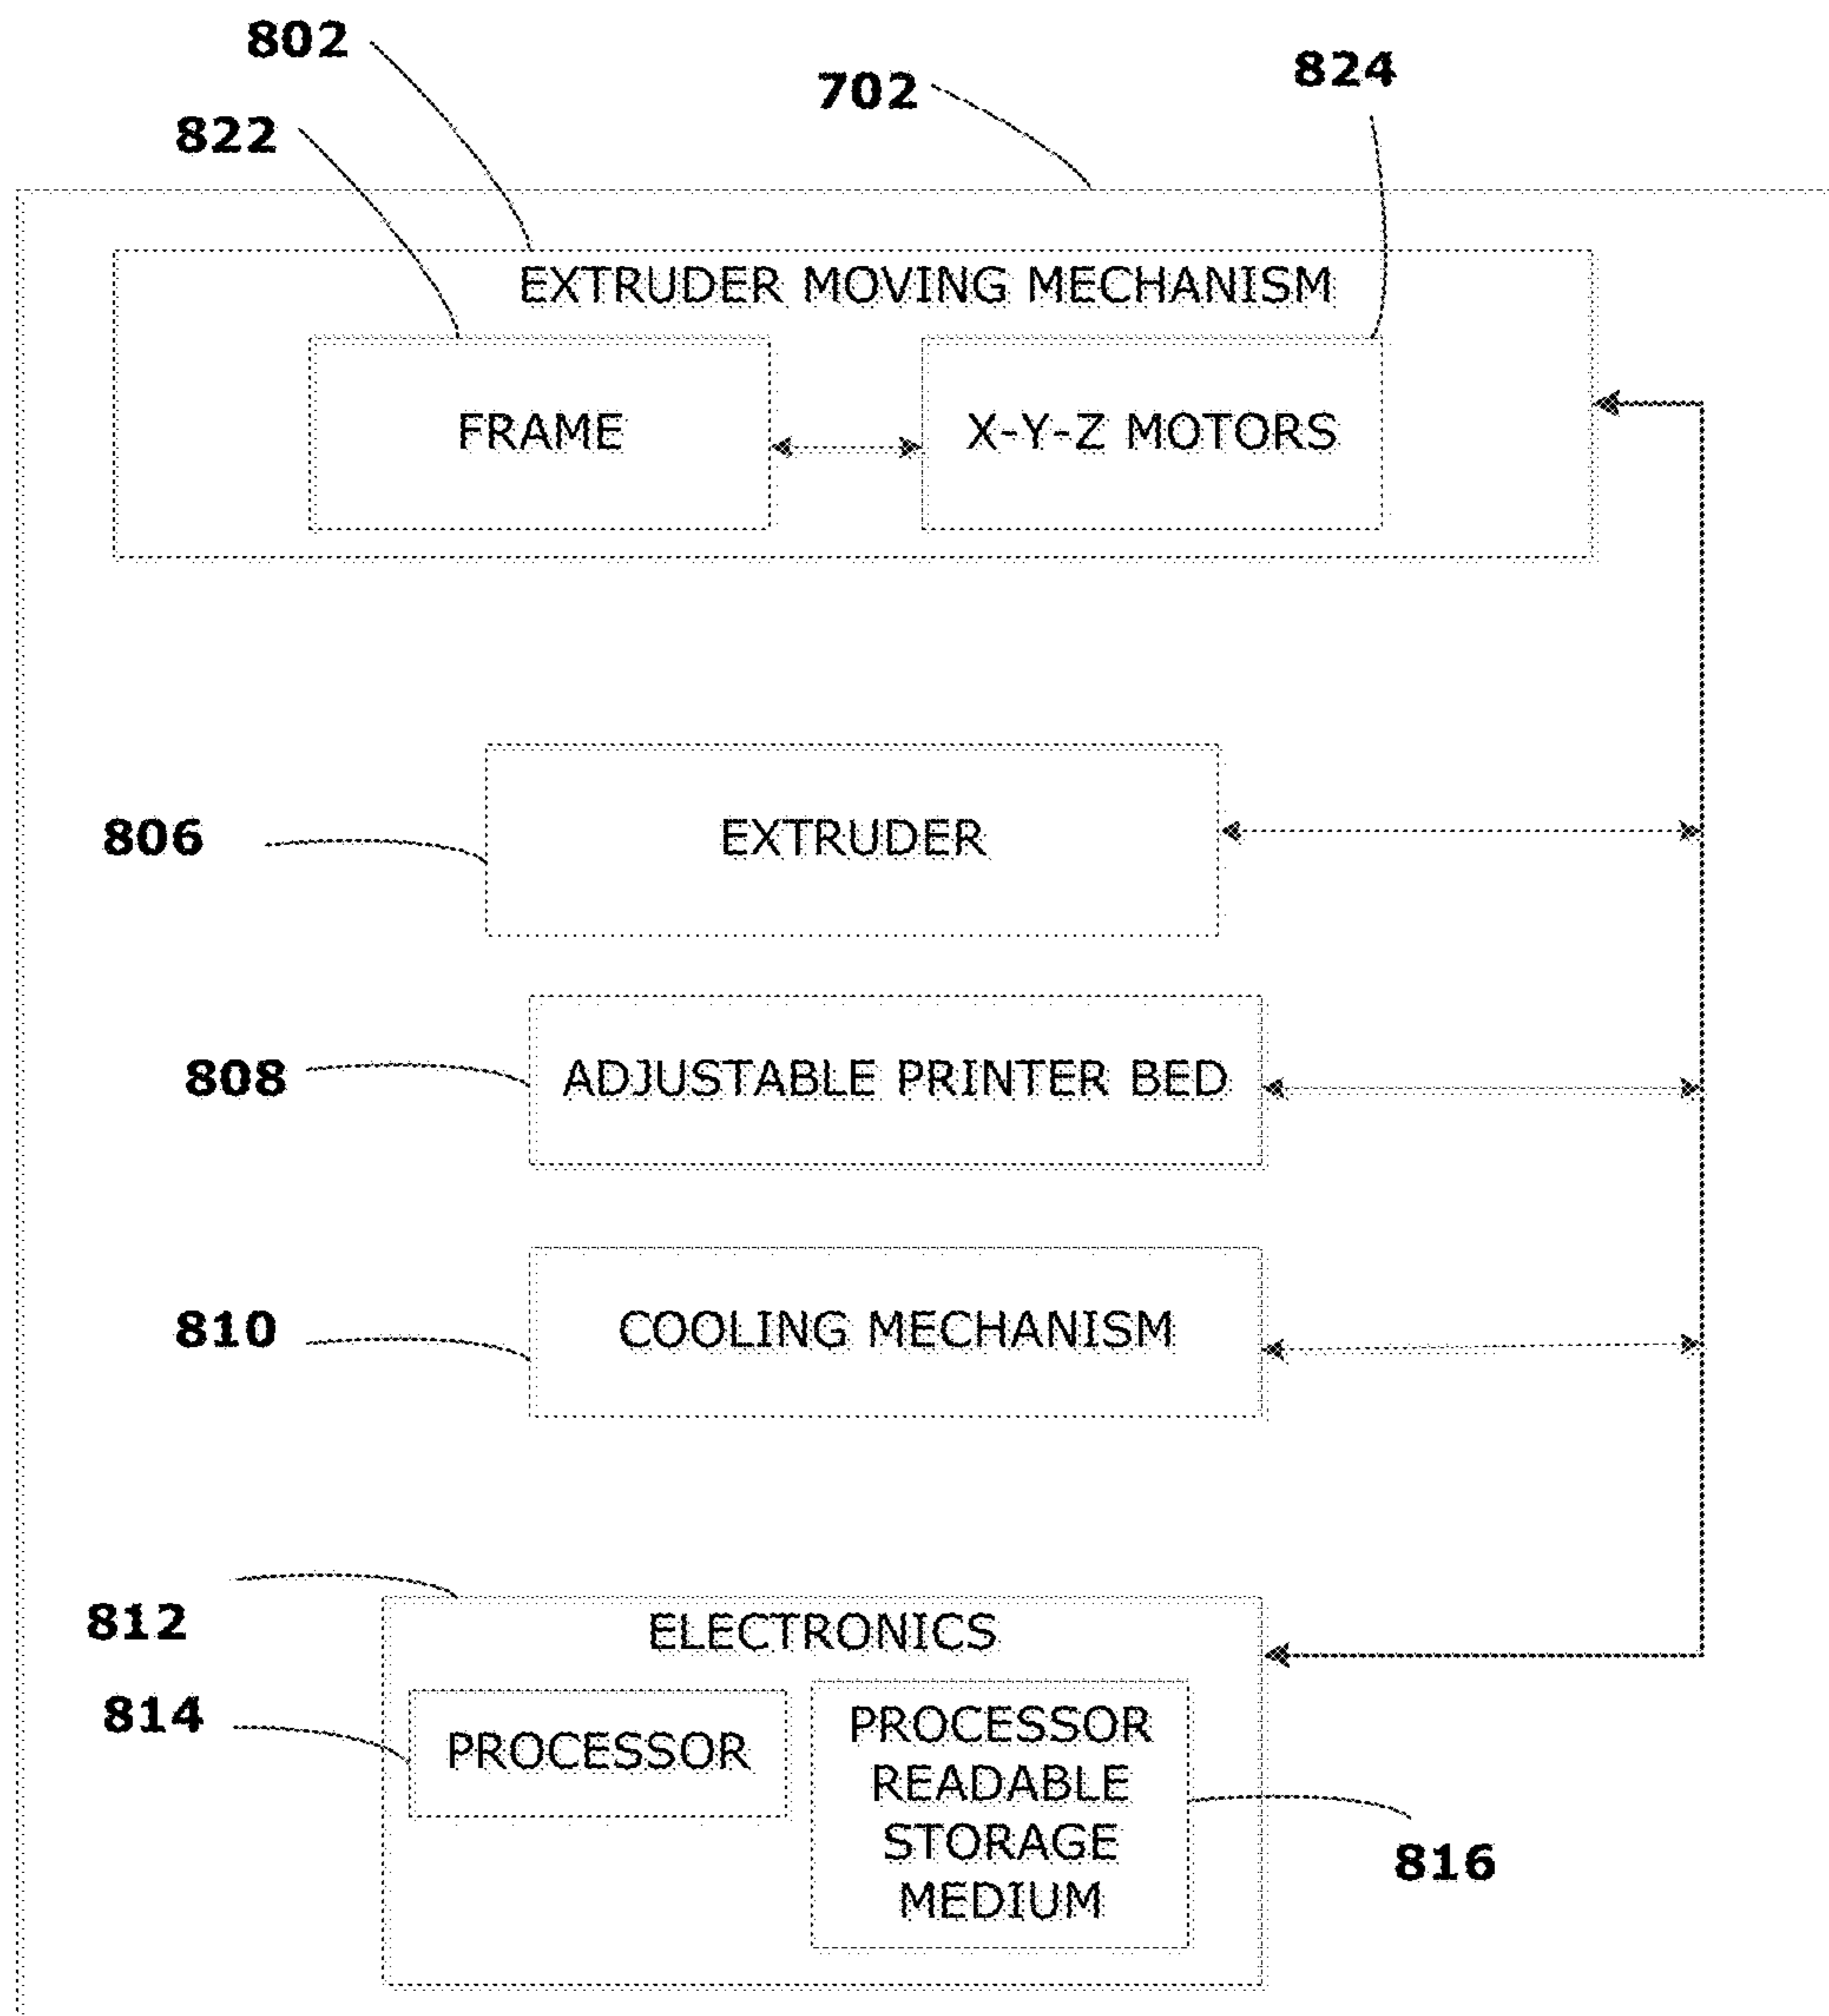 802
702
824
822
EXTRUDER MOVING MECHANISM
FRAME
X-Y-Z MOTORS
806
EXTRUDER
808
ADJUSTABLE PRINTER BED
810
COOLING MECHANISM
812
ELECTRONICS
814
PROCESSOR
PROCESSOR
READABLE
STORAGE
MEDIUM
816